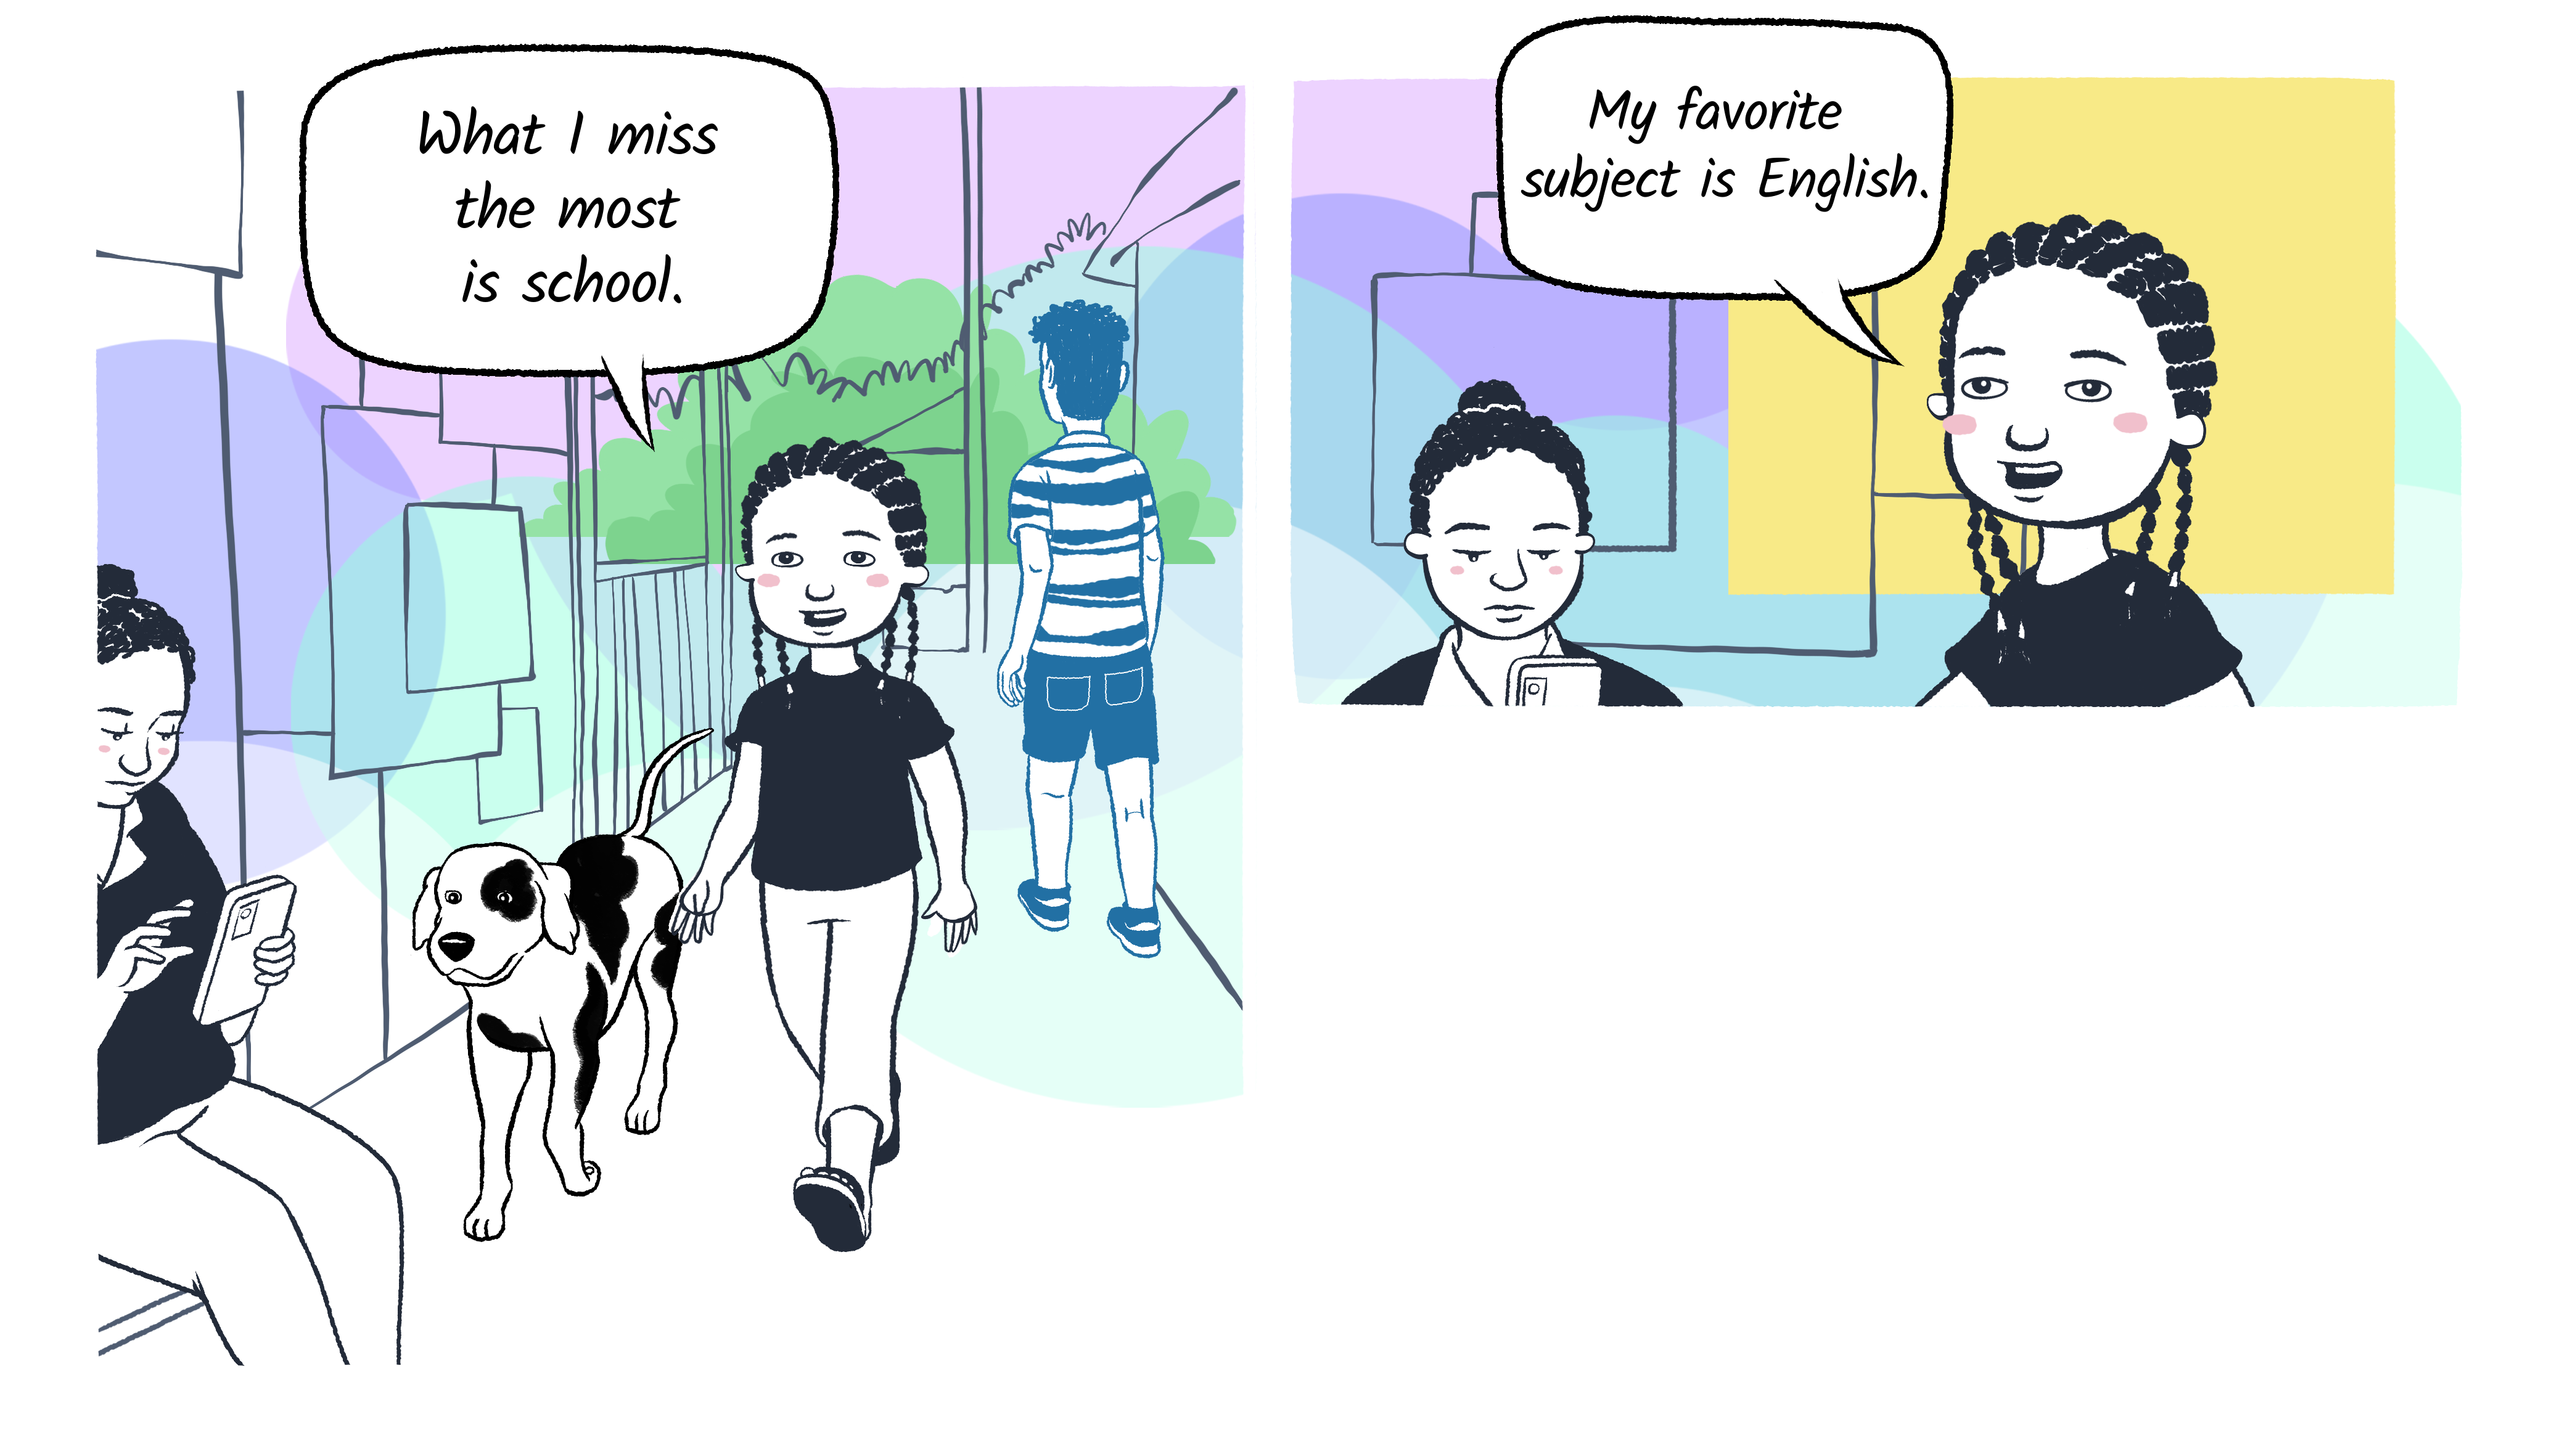 What I miss
the most
is school.
My favorite
subject is English.